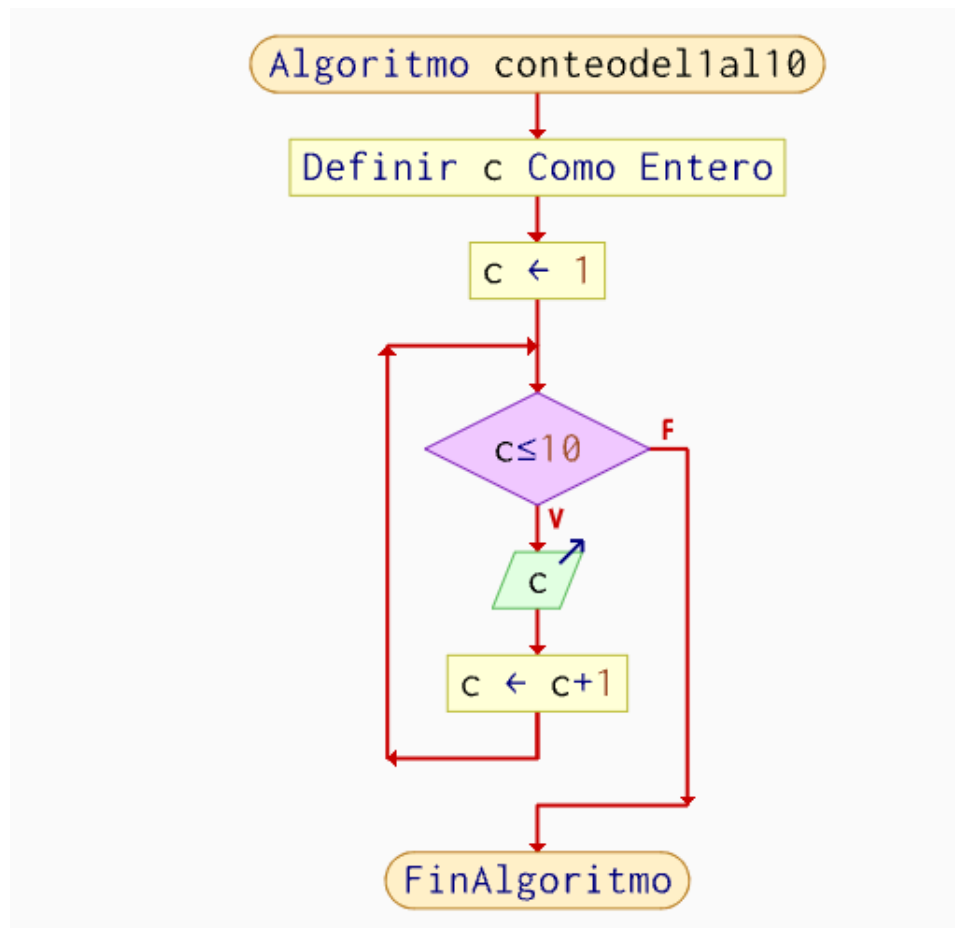 Algoritmo conteodel1al10
Definir c Como Entero
c ← 1
c≤10
F
V
c
c ← c+1
FinAlgoritmo